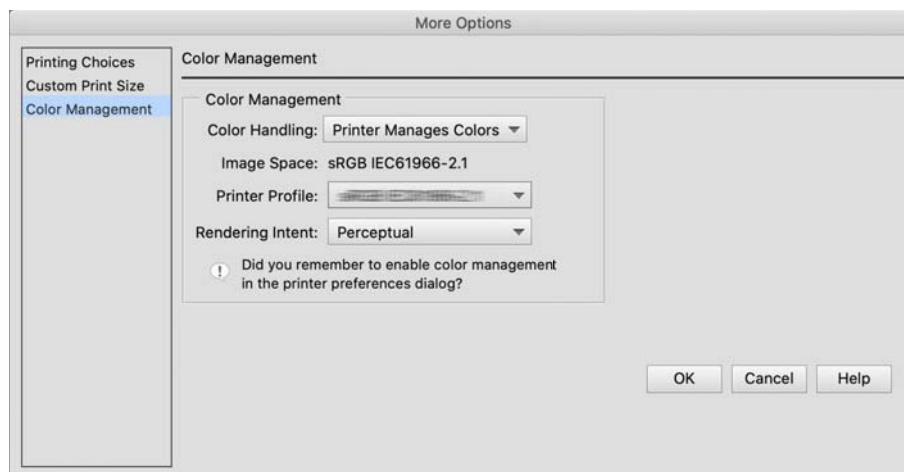 More Options
Printing Choices
Custom Print Size
Color Management
Color Management
Color Management
Color Handling: Printer Manages Colors
Image Space: sRGB IEC61966-2.1
Printer Profile:
Rendering Intent: Perceptual
! Did you remember to enable color management
in the printer preferences dialog?
OK Cancel Help